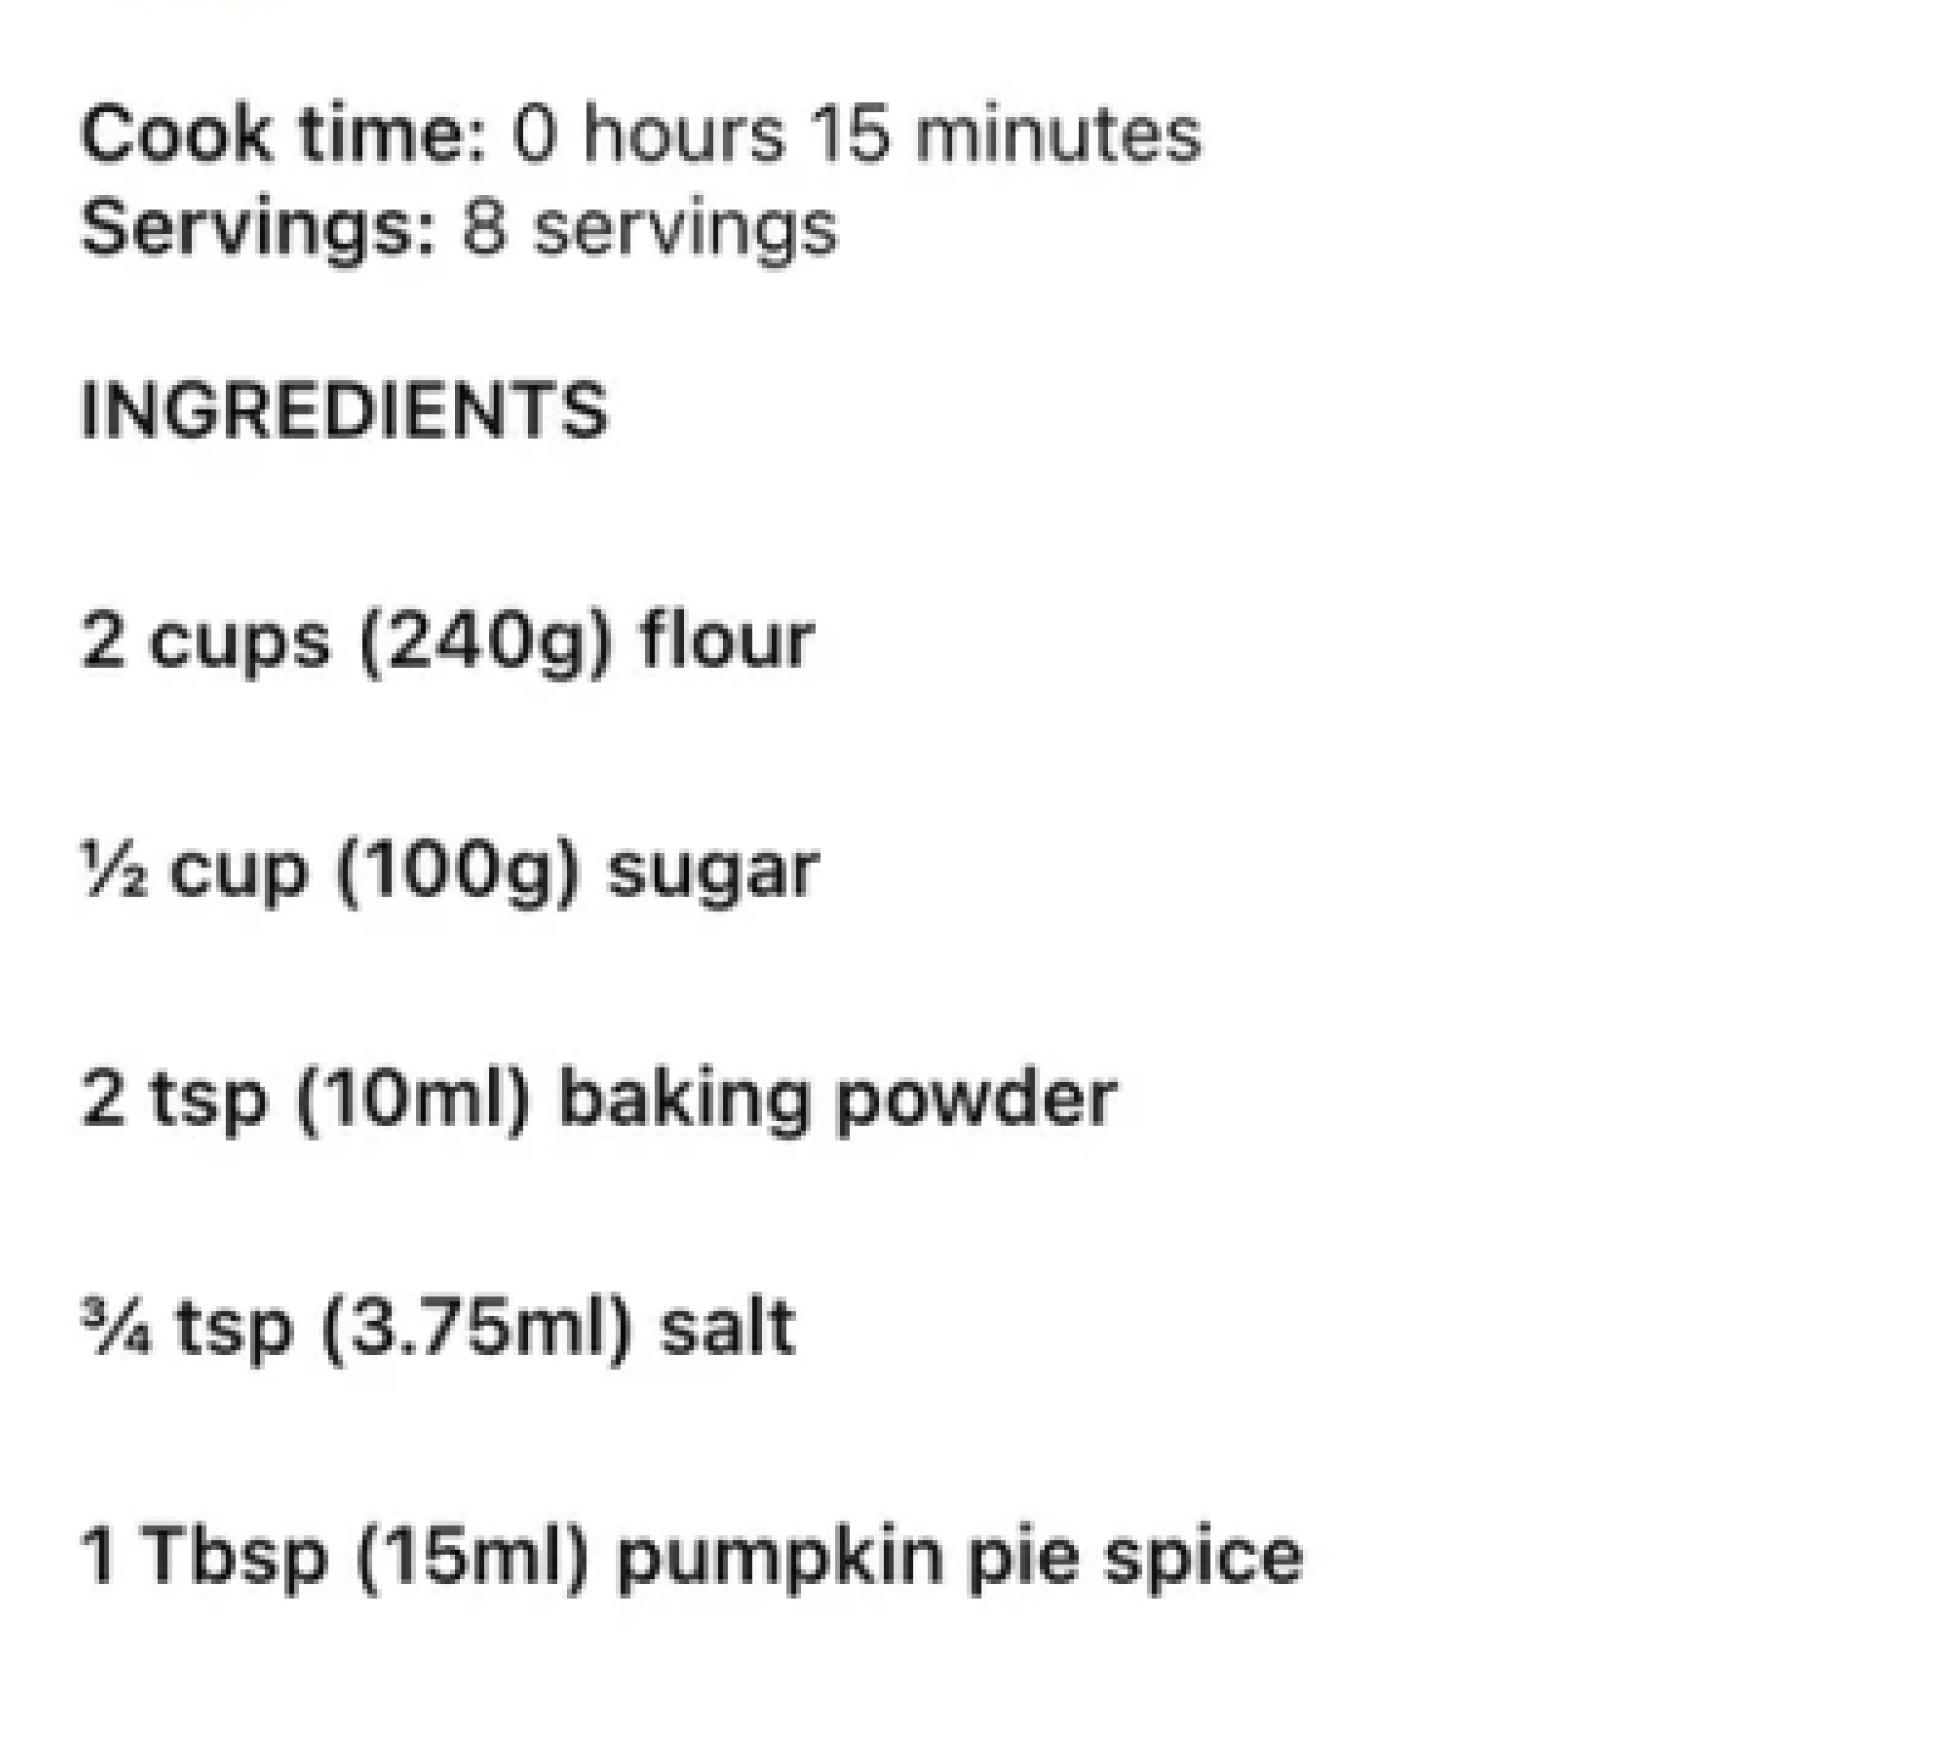 Cook time: 0 hours 15 minutes
Servings: 8 servings
INGREDIENTS
2 cups (240g) flour
½ cup (100g) sugar
2 tsp (10ml) baking powder
¾ tsp (3.75ml) salt
1 Tbsp (15ml) pumpkin pie spice